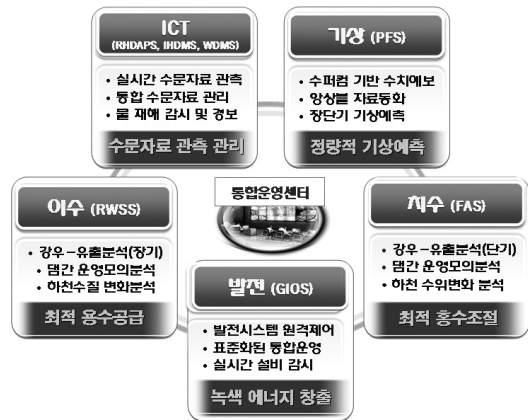 ICT
(RHDAPS, IHDMS, WDMS)
• 실시간 수문자료 관측
• 통합 수문자료 관리
• 물 재해 감시 및 경보
수문자료 관측 관리
기상 (PFS)
• 수퍼컴 기반 수치예보
• 앙상블 자료동화
• 장단기 기상예측
정량적 기상예측
통합운영센터
이수 (RWSS)
• 강우-유출분석(장기)
• 댐간 운영모의분석
• 하천수질 변화분석
최적 용수공급
치수 (FAS)
• 강우-유출분석(단기)
• 댐간 운영모의분석
• 하천 수위변화 분석
최적 홍수조절
발전 (GIOS)
• 발전시스템 원격제어
• 표준화된 통합운영
• 실시간 설비 감시
녹색 에너지 창출